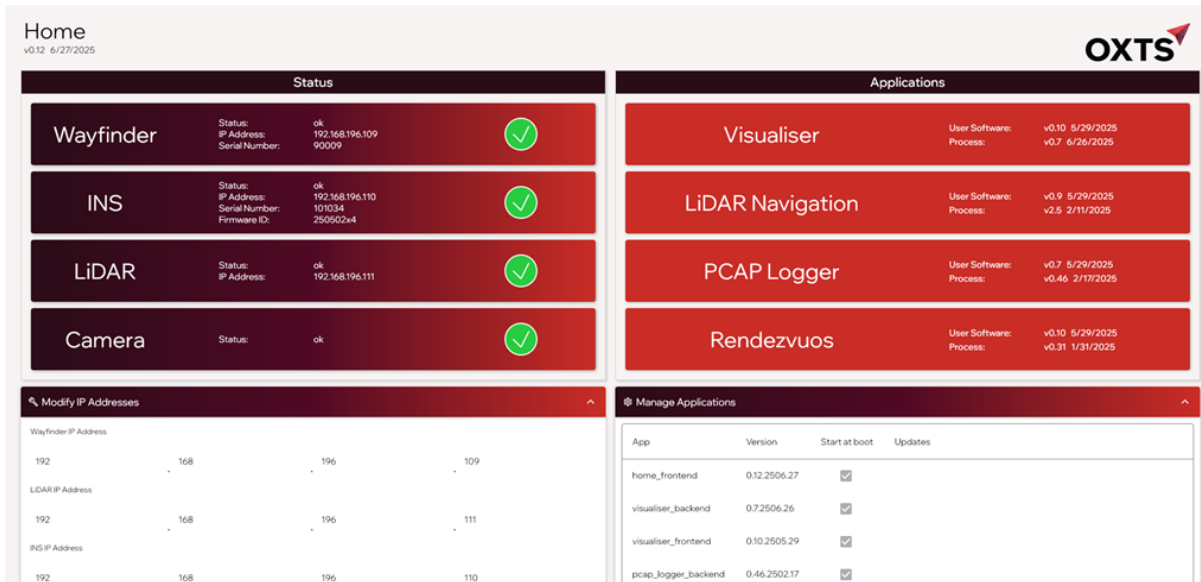 Home
v0.12 6/27/2025
OXTS
Status
Wayfinder
Status: ok
IP Address: 192.168.196.109
Serial Number: 90009
INS
Status: ok
IP Address: 192.168.196.110
Serial Number: 101034
Firmware ID: 250502x4
LiDAR
Status: ok
IP Address: 192.168.196.111
Camera
Status: ok
Applications
Visualiser
User Software: v0.10 5/29/2025
Process: v0.7 6/26/2025
LiDAR Navigation
User Software: v0.9 5/29/2025
Process: v2.5 2/11/2025
PCAP Logger
User Software: v0.7 5/29/2025
Process: v0.46 2/17/2025
Rendezvuos
User Software: v0.10 5/29/2025
Process: v0.31 1/31/2025
Modify IP Addresses
Wayfinder IP Address
192 . 168 . 196 . 109
LiDAR IP Address
192 . 168 . 196 . 111
INS IP Address
192 168 196 110
Manage Applications
App Version Start at boot Updates
home_frontend 0.12.2506.27
visualiser_backend 0.7.2506.26
visualiser_frontend 0.10.2505.29
pcap_logger_backend 0.46.2502.17